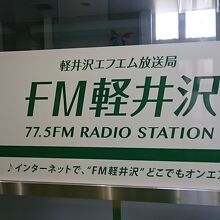 軽井沢エフエム放送局
FM軽井沢
77.5FM RADIO STATION
♪インターネットで、"FM軽井沢"どこでもオンエ